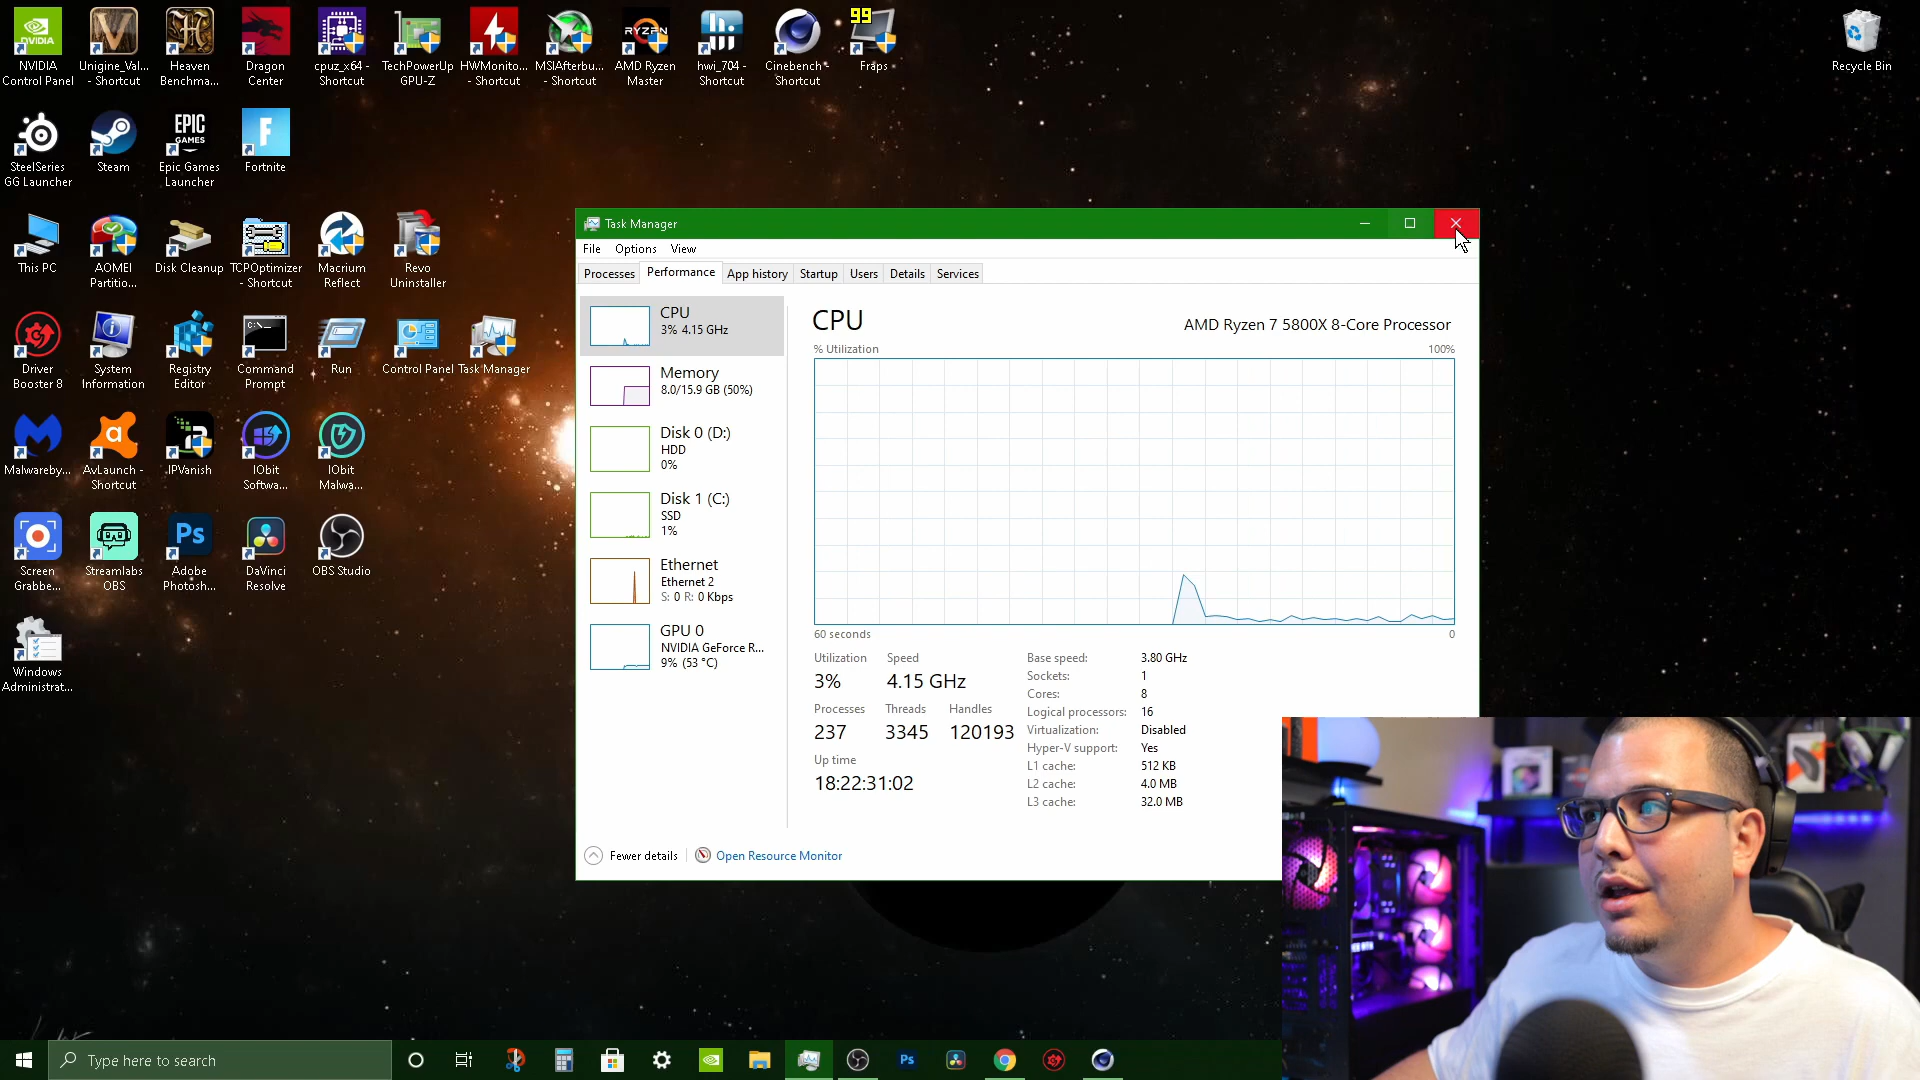 NVIDIA
NVIDIA
Control Panel
Unigine_Val...
- Shortcut
Heaven
Benchma...
Dragon
Center
cpuz_x64 -
Shortcut
TechPowerUp
GPU-Z
HWMonito...
- Shortcut
MSIAfterbu...
- Shortcut
RYZEN
AMD Ryzen
Master
hwi_704 -
Shortcut
Cinebench -
Shortcut
99
Fraps
Recycle Bin
SteelSeries
GG Launcher
Steam
EPIC
GAMES
Epic Games
Launcher
F
Fortnite
This PC
AOMEI
Partitio...
Disk Cleanup
TCPOptimizer
- Shortcut
Macrium
Reflect
Revo
Uninstaller
Driver
Booster 8
System
Information
Registry
Editor
Command
Prompt
Run
Control Panel
Task Manager
Malwareby...
AvLaunch -
Shortcut
IPVanish
IObit
Softwa...
IObit
Malwa...
Screen
Grabbe...
Streamlabs
OBS
Ps
Adobe
Photosh...
DaVinci
Resolve
OBS Studio
Windows
Administrat...
Task Manager
File Options View
Processes Performance App history Startup Users Details Services
CPU
3% 4.15 GHz
Memory
8.0/15.9 GB (50%)
Disk 0 (D:)
HDD
0%
Disk 1 (C:)
SSD
1%
Ethernet
Ethernet 2
S: 0 R: 0 Kbps
GPU 0
NVIDIA GeForce R...
9% (53 °C)
CPU AMD Ryzen 7 5800X 8-Core Processor
% Utilization 100%
60 seconds 0
Utilization Speed
3% 4.15 GHz
Processes Threads Handles
237 3345 120193
Up time
18:22:31:02
Base speed: 3.80 GHz
Sockets: 1
Cores: 8
Logical processors: 16
Virtualization: Disabled
Hyper-V support: Yes
L1 cache: 512 KB
L2 cache: 4.0 MB
L3 cache: 32.0 MB
Fewer details Open Resource Monitor
Type here to search
Ps